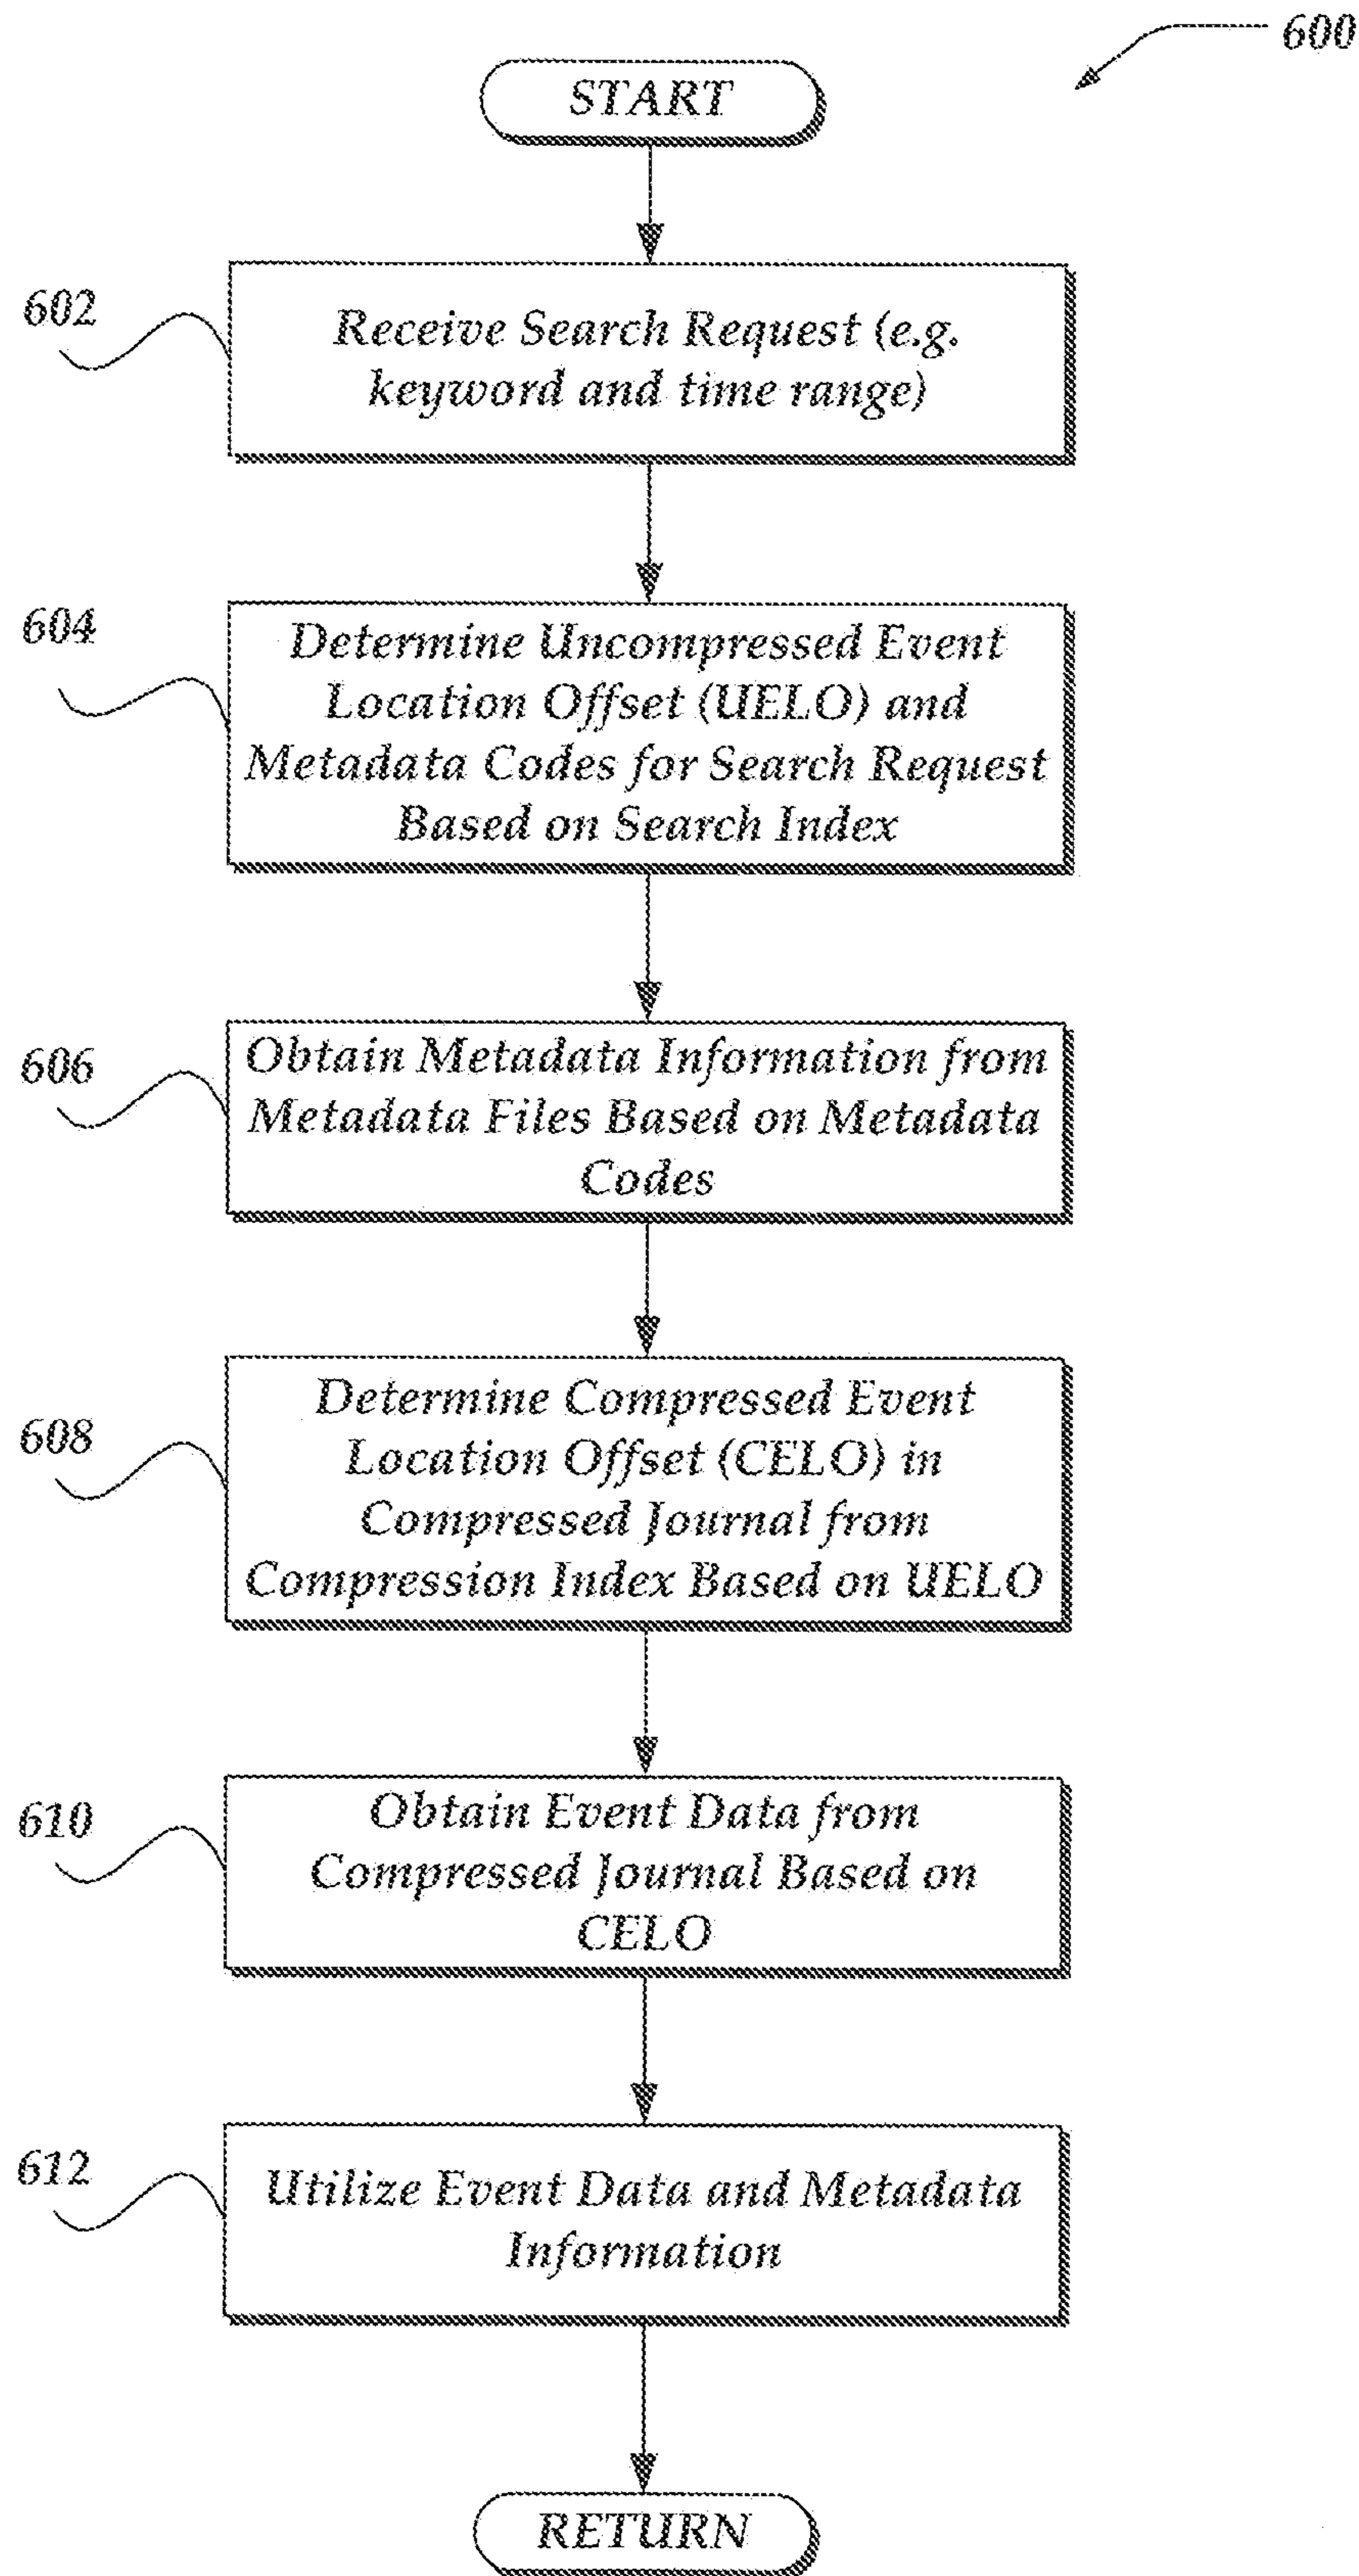 600
START
602
Receive Search Request (e.g.
keyword and time range)
604
Determine Uncompressed Event
Location Offset (UELO) and
Metadata Codes for Search Request
Based on Search Index
606
Obtain Metadata Information from
Metadata Files Based on Metadata
Codes
608
Determine Compressed Event
Location Offset (CELO) in
Compressed Journal from
Compression Index Based on UELO
610
Obtain Event Data from
Compressed Journal Based on
CELO
612
Utilize Event Data and Metadata
Information
RETURN